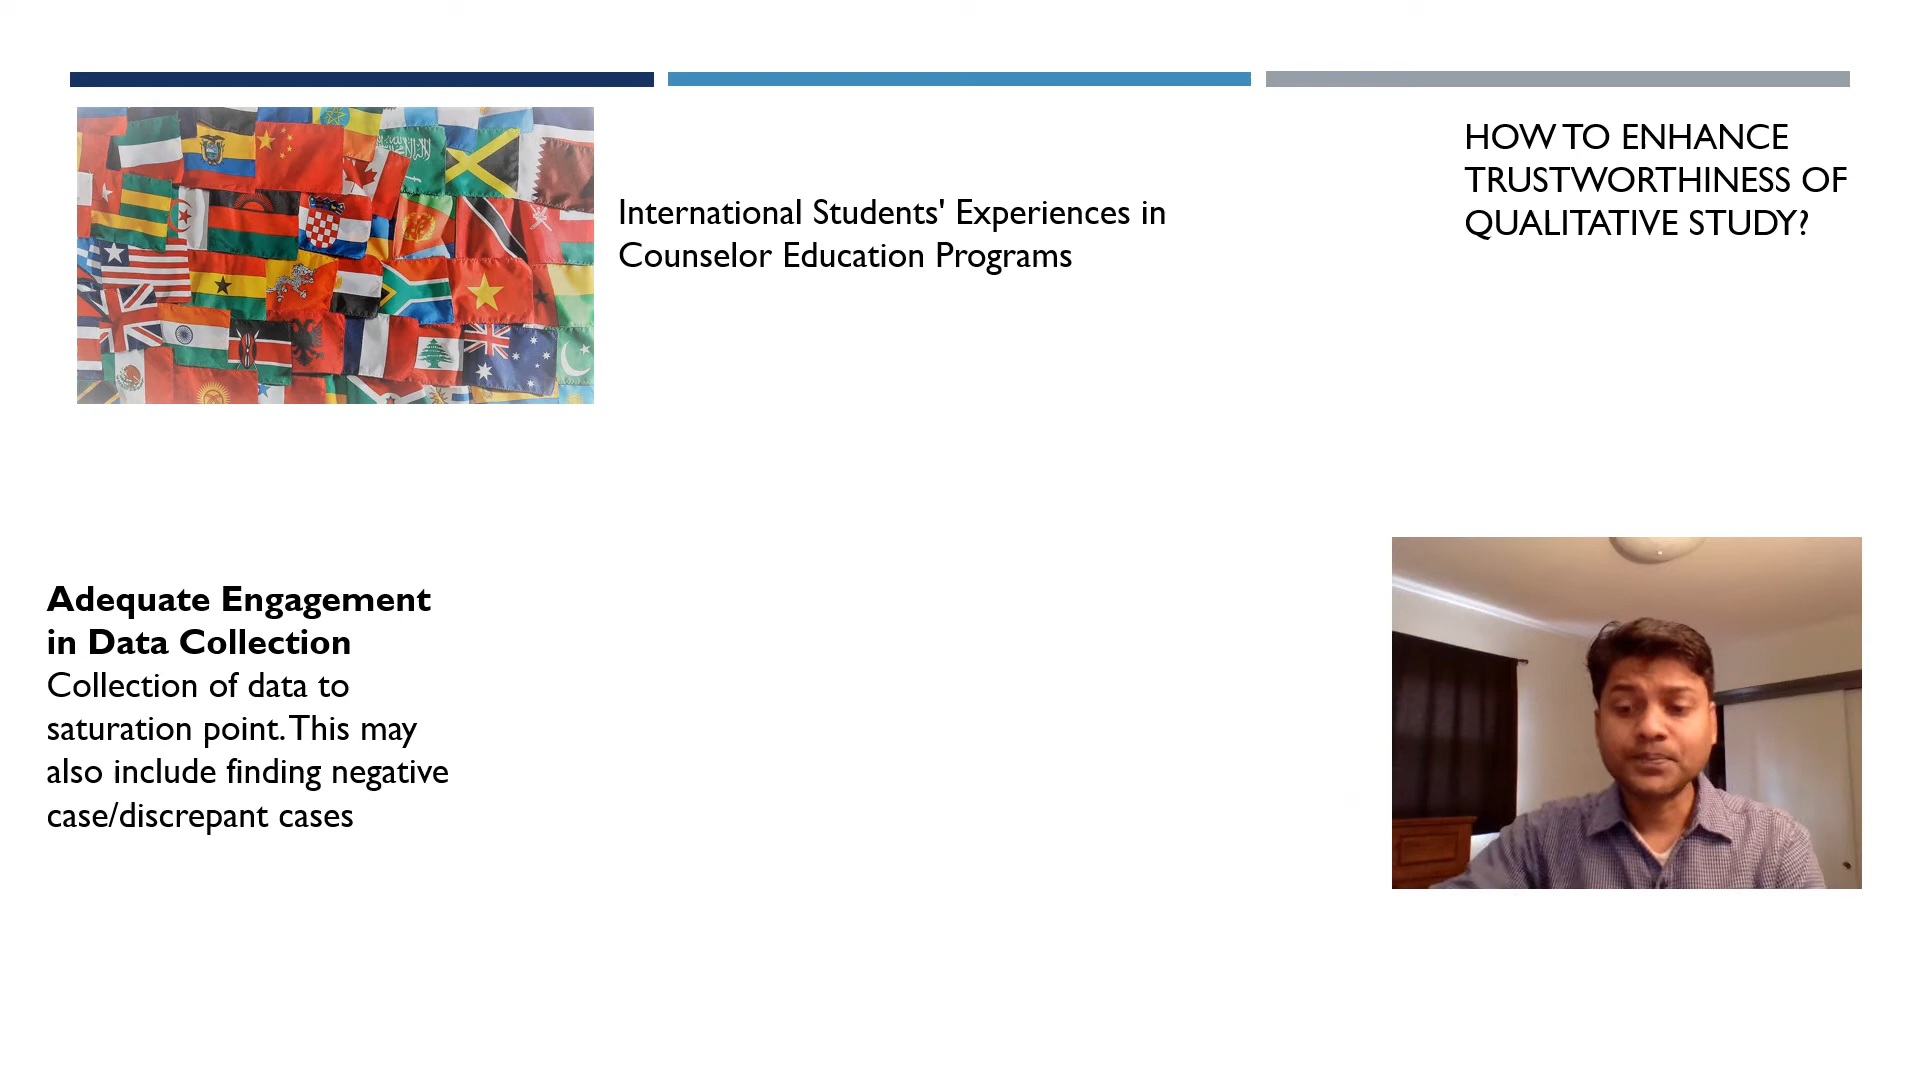 International Students' Experiences in
Counselor Education Programs
HOW TO ENHANCE
TRUSTWORTHINESS OF
QUALITATIVE STUDY?
Adequate Engagement
in Data Collection
Collection of data to
saturation point. This may
also include finding negative
case/discrepant cases